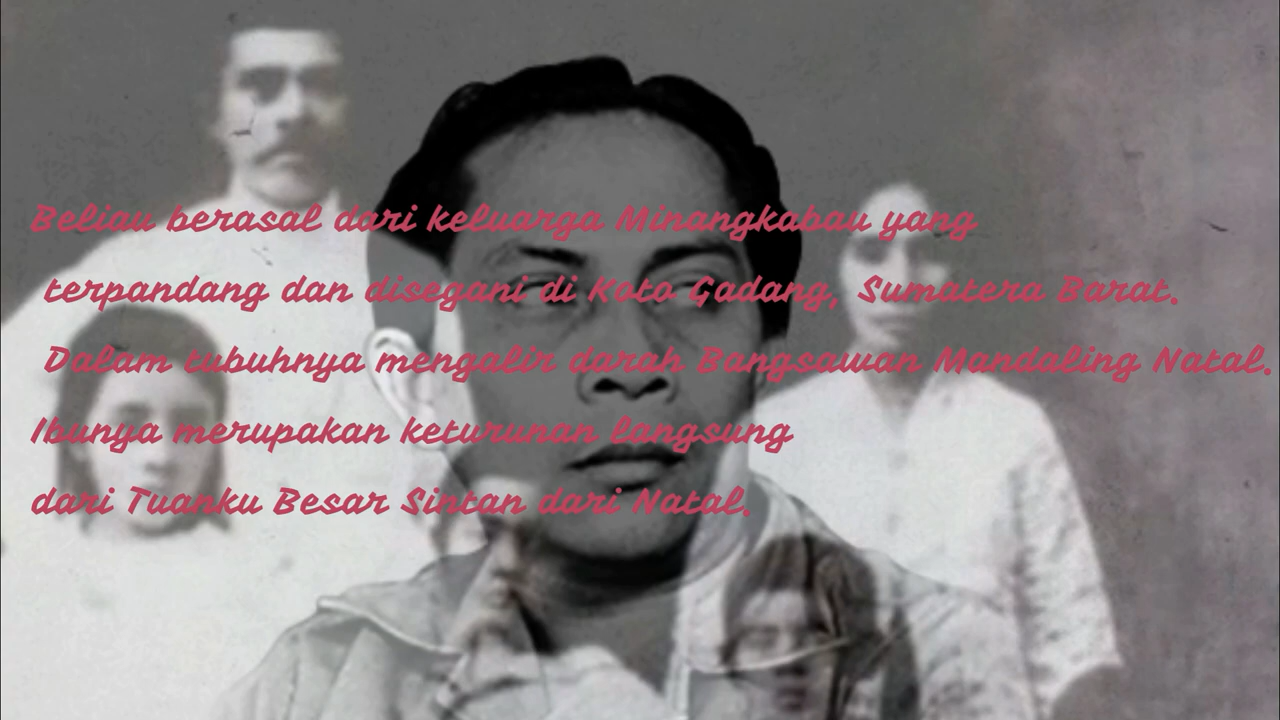 Beliau berasal dari keluarga Minangkabau yang
terpandang dan disegani di Koto Gadang, Sumatera Barat.
Dalam tubuhnya mengalir darah Bangsawan Mandaling Natal.
Ibunya merupakan keturunan langsung
dari Tuanku Besar Sintan dari Natal.